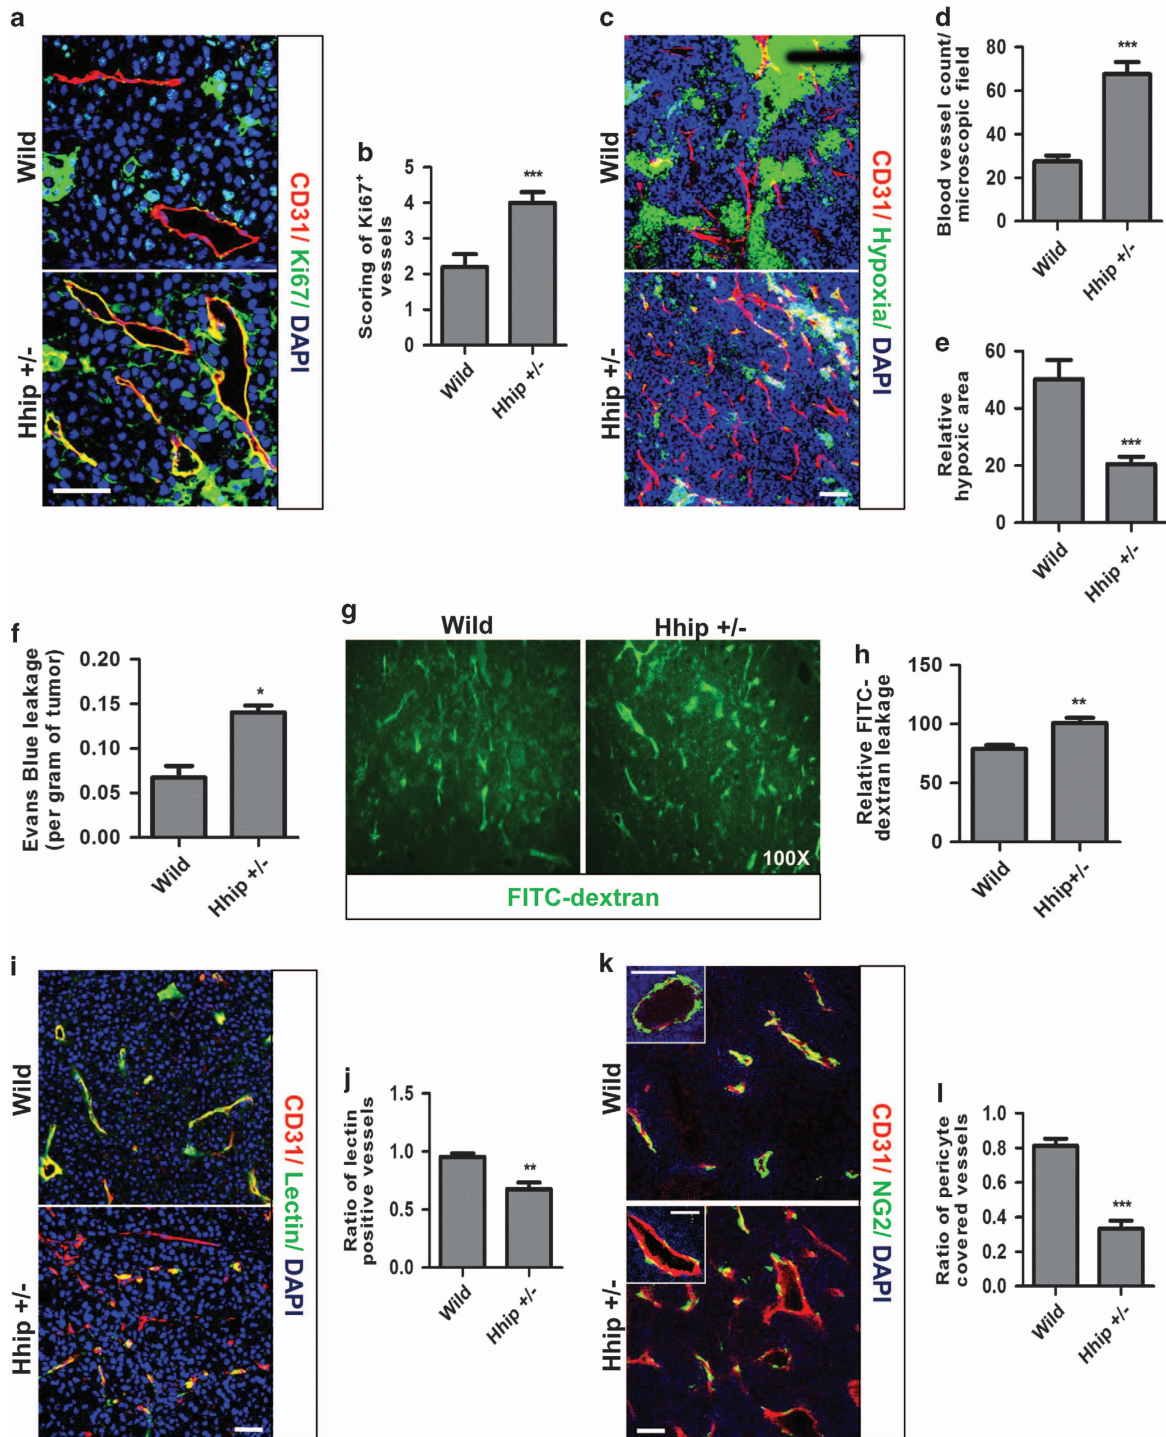 a
Wild
Hhip +/-
CD31/ Ki67/ DAPI
b
Scoring of Ki67+
vessels
5
4
3
2
1
0
Wild
Hhip +/-
***
c
Wild
Hhip +/-
CD31/ Hypoxia/ DAPI
d
Blood vessel count/
microscopic field
80
60
40
20
0
***
Wild
Hhip +/-
e
Relative
hypoxic area
60
40
20
0
***
Wild
Hhip +/-
f
Evans Blue leakage
(per gram of tumor)
0.20
0.15
0.10
0.05
0.00
*
Wild
Hhip +/-
g
Wild
Hhip +/-
100X
FITC-dextran
h
Relative FITC-
dextran leakage
150
100
50
0
**
Wild
Hhip+/-
i
Wild
Hhip +/-
CD31/ Lectin/ DAPI
j
Ratio of lectin
positive vessels
1.5
1.0
0.5
0.0
**
Wild
Hhip +/-
k
Wild
Hhip +/-
CD31/ NG2/ DAPI
l
Ratio of pericyte
covered vessels
1.0
0.8
0.6
0.4
0.2
0.0
***
Wild
Hhip +/-